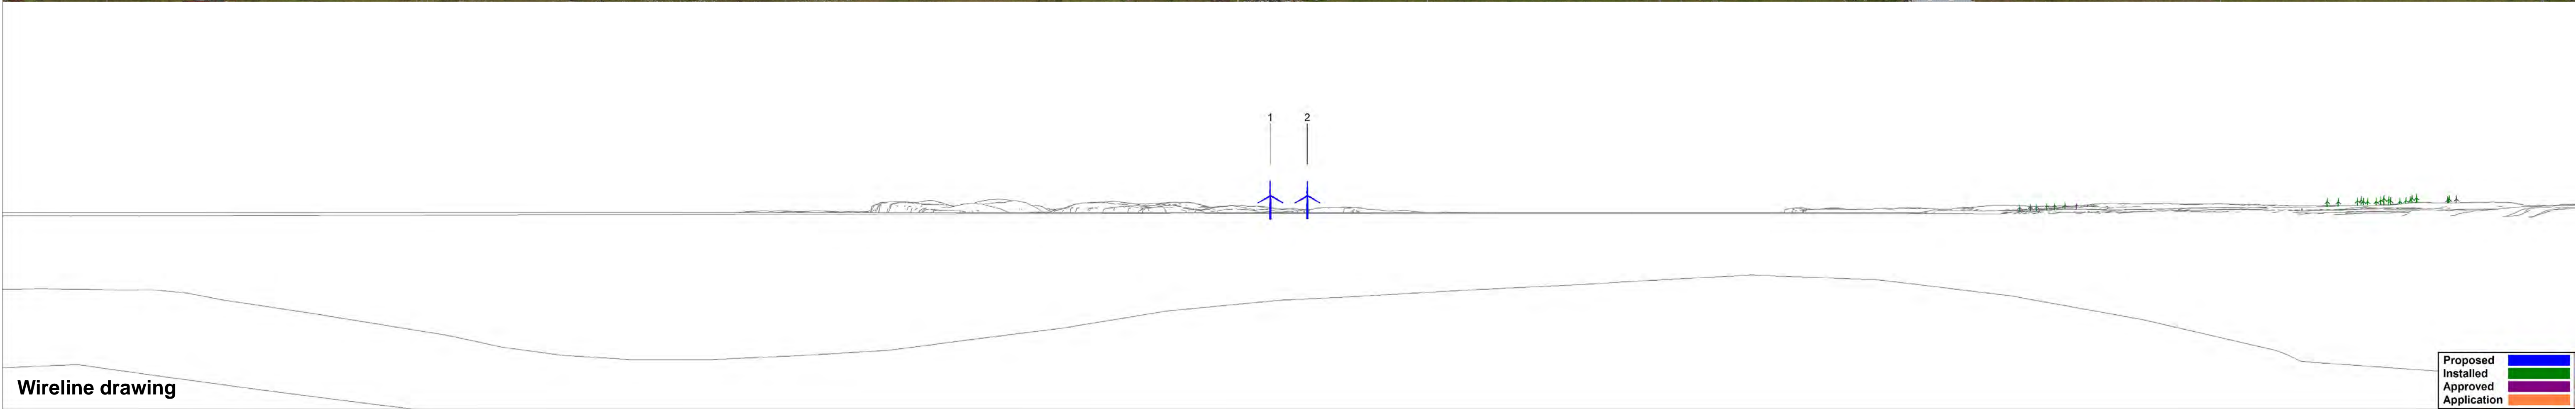 1 2
Wireline drawing
Proposed
Installed
Approved
Application